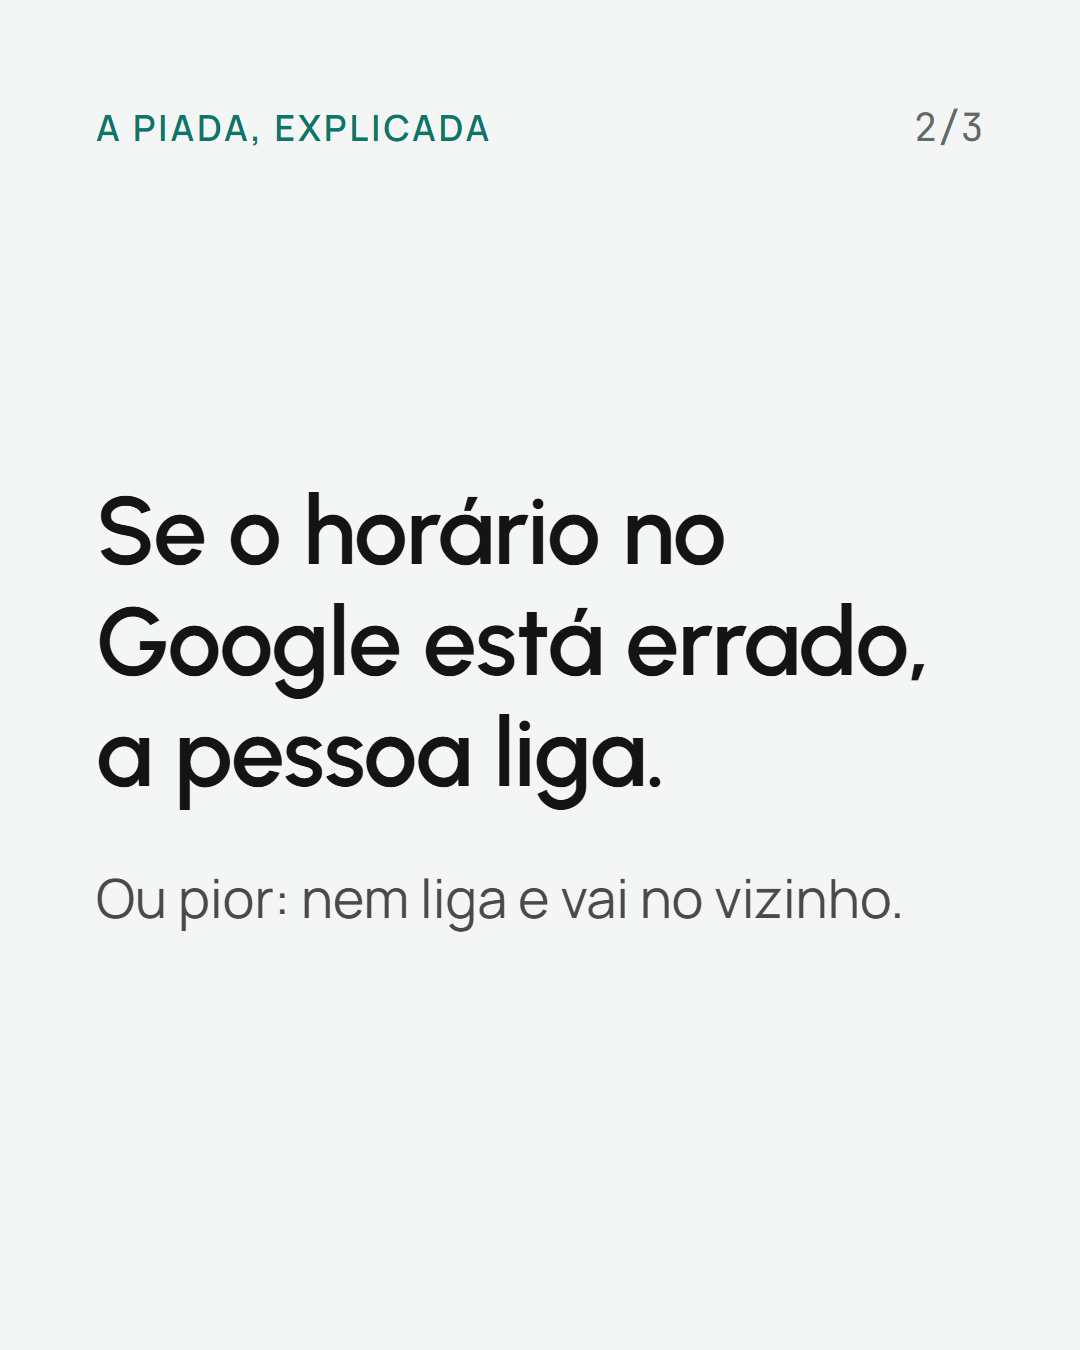 A PIADA, EXPLICADA
2/3
Se o horário no
Google está errado,
a pessoa liga.
Ou pior: nem liga e vai no vizinho.